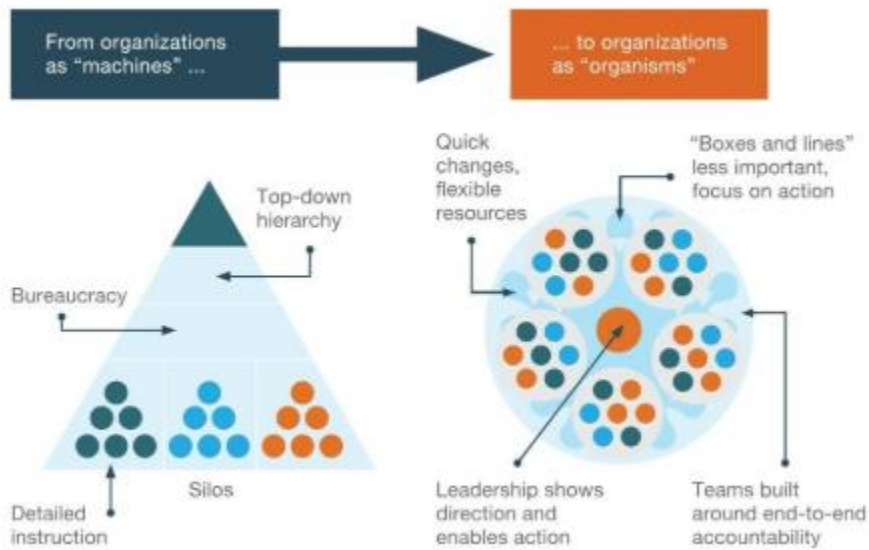 From organizations
as “machines” ...
... to organizations
as “organisms”
Top-down
hierarchy
Bureaucracy
Silos
Detailed
instruction
Quick
changes,
flexible
resources
“Boxes and lines”
less important,
focus on action
Leadership shows
direction and
enables action
Teams built
around end-to-end
accountability